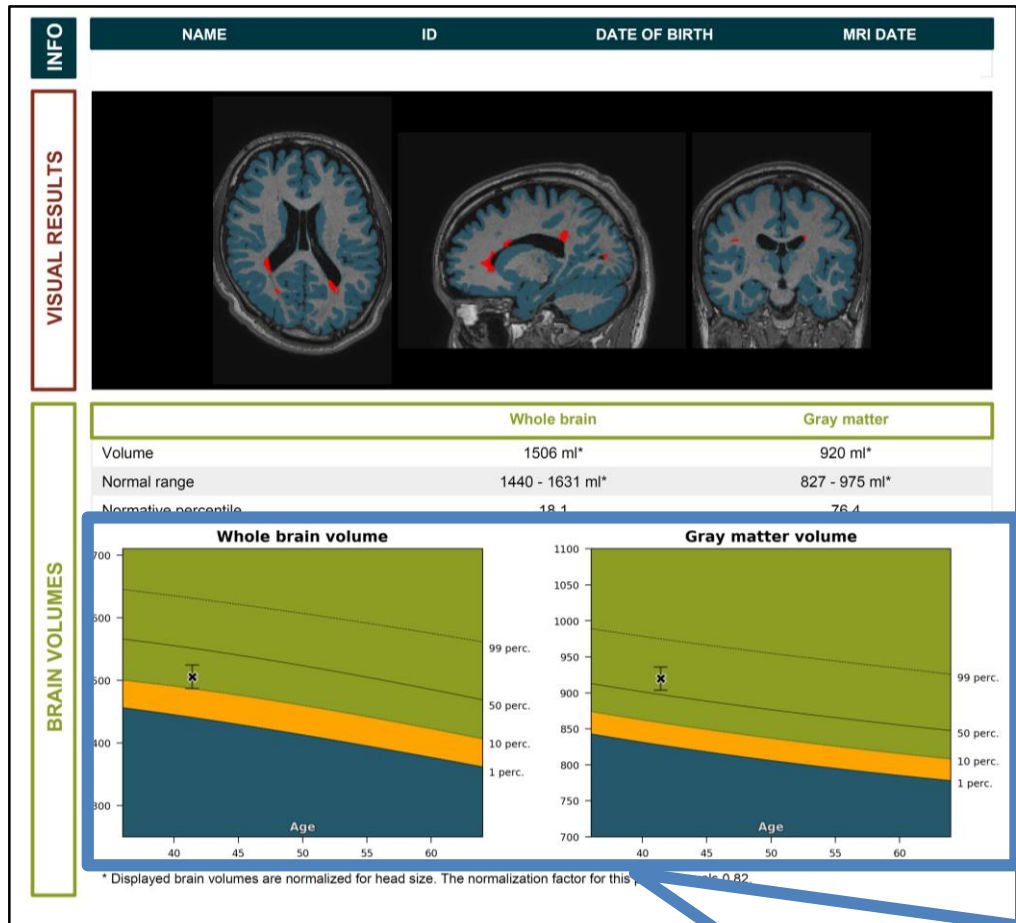 INFO
NAME ID DATE OF BIRTH MRI DATE
VISUAL RESULTS
BRAIN VOLUMES
Whole brain Gray matter
Volume 1506 ml* 920 ml*
Normal range 1440 - 1631 ml* 827 - 975 ml*
Normative percentile 18.1 76.4
Whole brain volume
700
600
500
400
300
99 perc.
50 perc.
10 perc.
1 perc.
Age
40 45 50 55 60
Gray matter volume
1100
1050
1000
950
900
850
800
750
700
99 perc.
50 perc.
10 perc.
1 perc.
Age
40 45 50 55 60
* Displayed brain volumes are normalized for head size. The normalization factor for this 0.82.